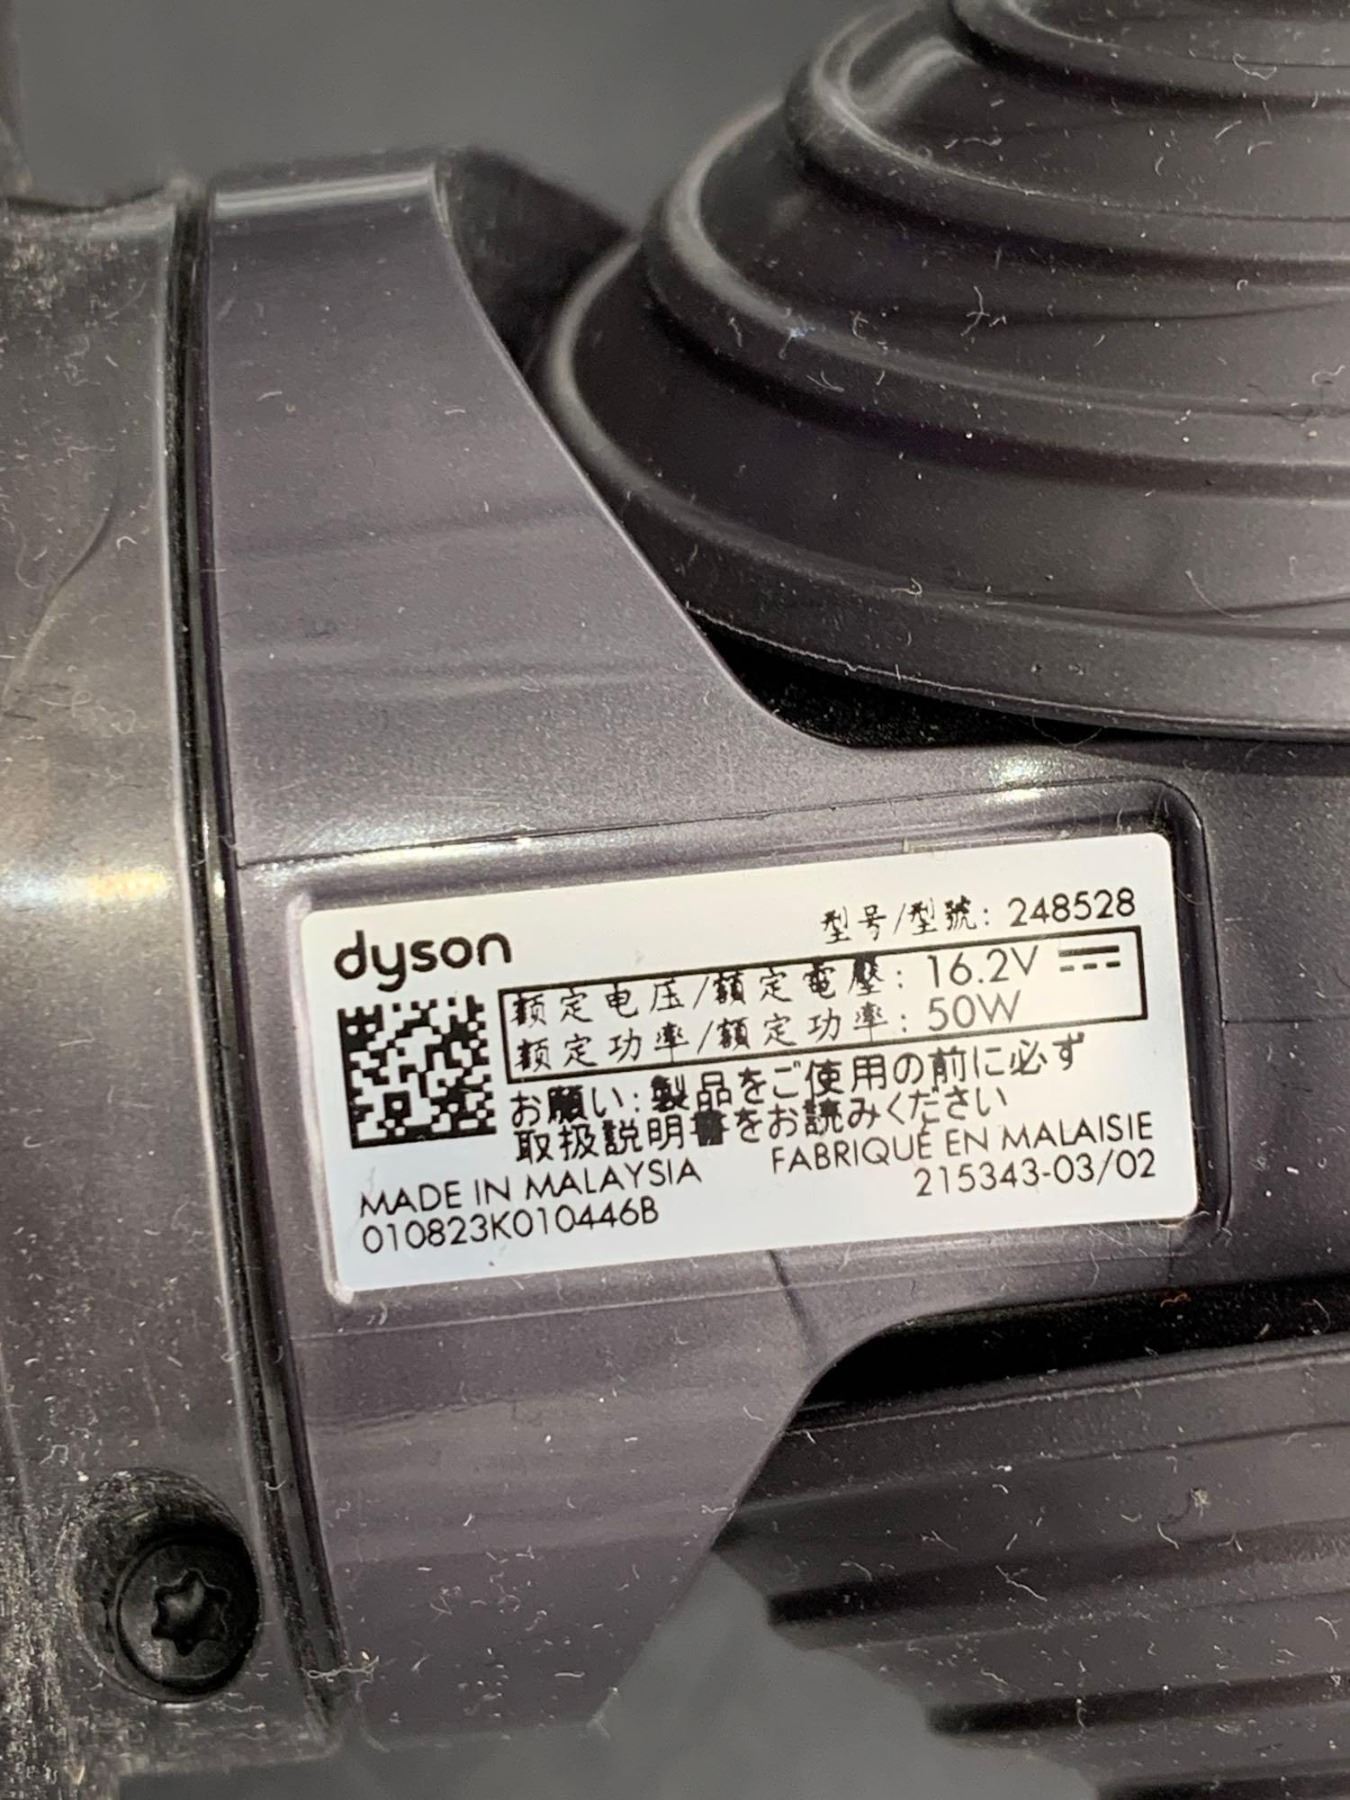 型号/型號: 248528
dyson
额定电压/額定電壓: 16.2V
额定功率/額定功率: 50W
お願い: 製品をご使用の前に必ず
取扱説明書をお読みください
MADE IN MALAYSIA
FABRIQUÉ EN MALAISIE
010823K010446B
215343-03/02